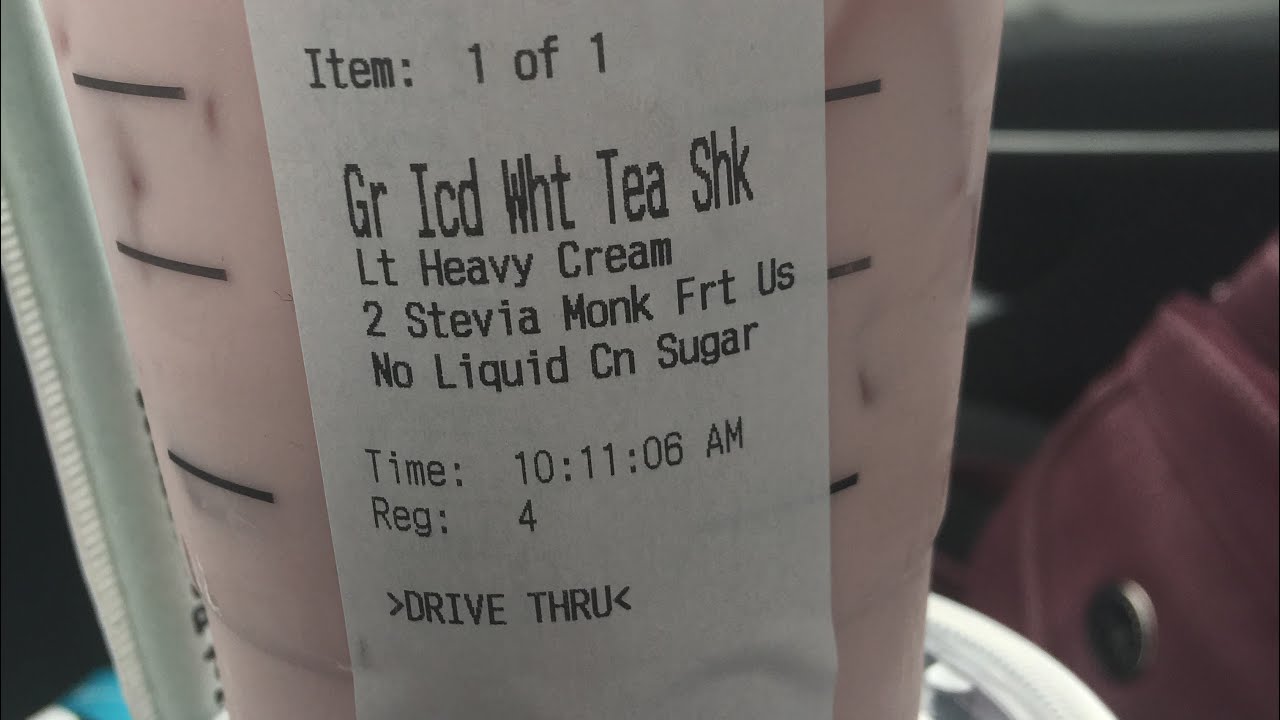 Item: 1 of 1
Gr Icd Wht Tea Shk
Lt Heavy Cream
2 Stevia Monk Frt Us
No Liquid Cn Sugar
Time: 10:11:06 AM
Reg: 4
>DRIVE THRU<